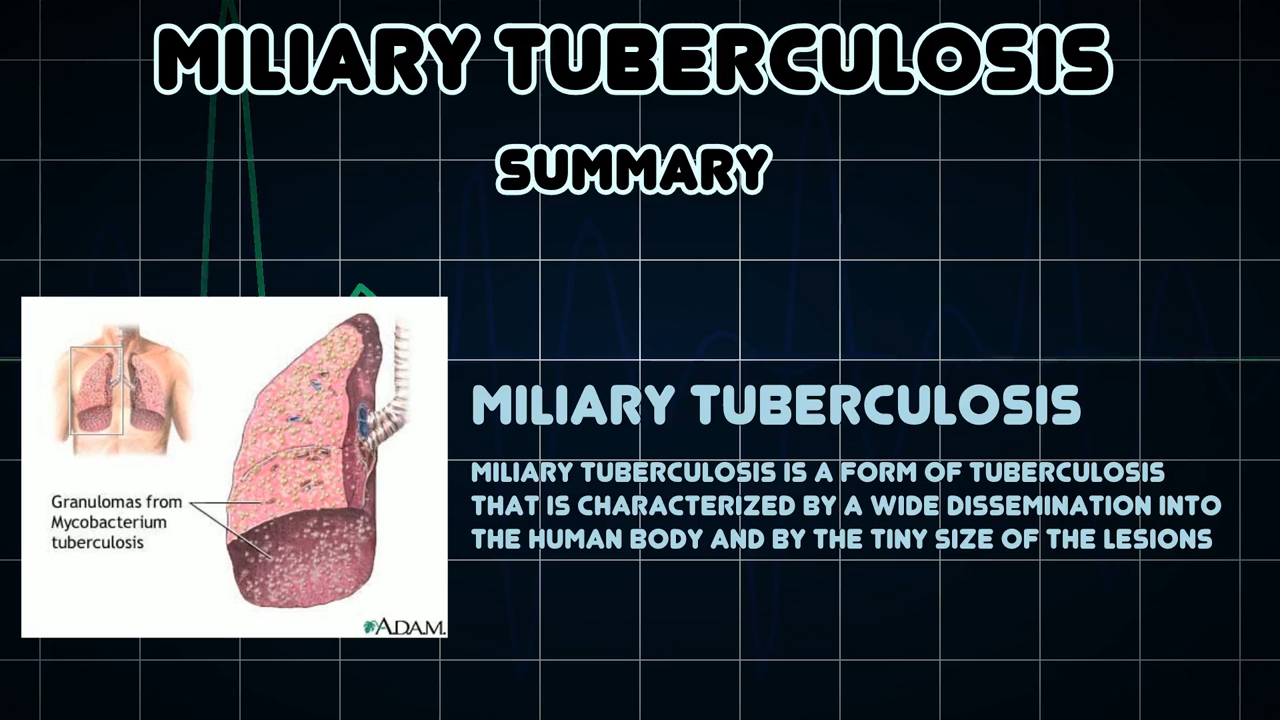 MILIARY TUBERCULOSIS
SUMMARY
Granulomas from
Mycobacterium
tuberculosis
A.D.A.M.
MILIARY TUBERCULOSIS
MILIARY TUBERCULOSIS IS A FORM OF TUBERCULOSIS
THAT IS CHARACTERIZED BY A WIDE DISSEMINATION INTO
THE HUMAN BODY AND BY THE TINY SIZE OF THE LESIONS